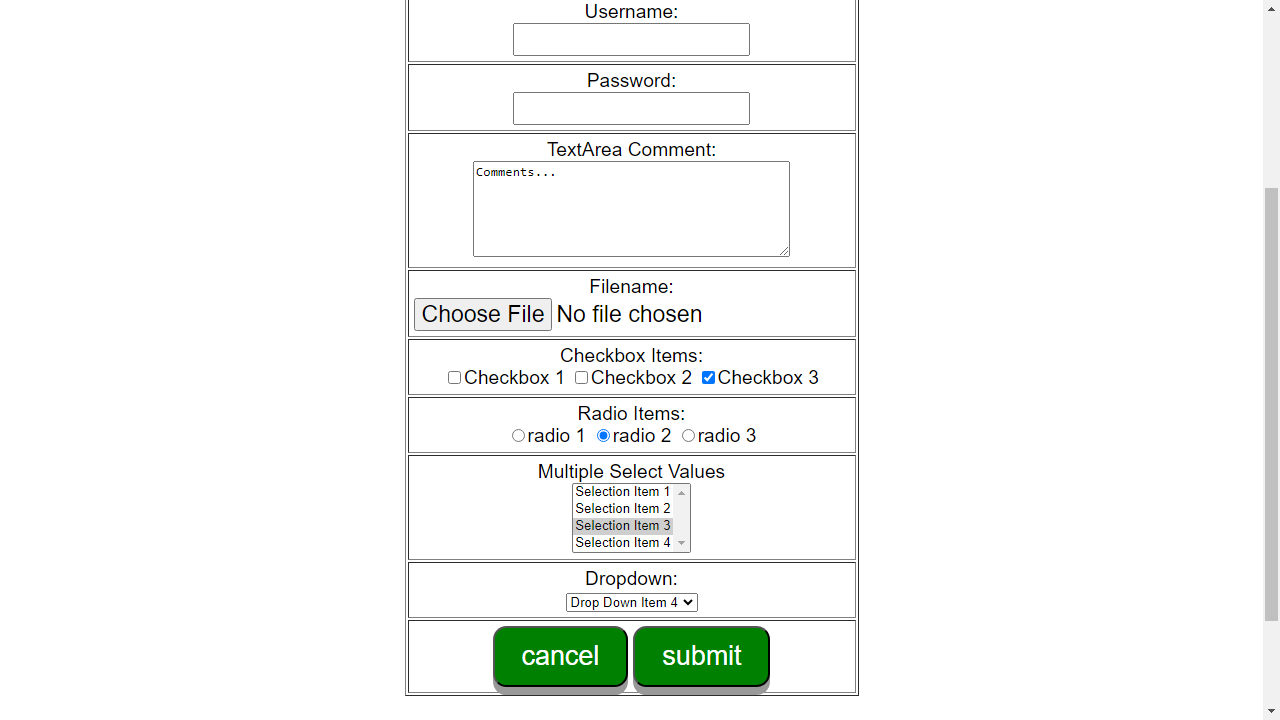 Username:
Password:
TextArea Comment:
Comments...
Filename:
Choose File No file chosen
Checkbox Items:
Checkbox 1 Checkbox 2 Checkbox 3
Radio Items:
radio 1 radio 2 radio 3
Multiple Select Values
Selection Item 1
Selection Item 2
Selection Item 3
Selection Item 4
Dropdown:
Drop Down Item 4
cancel submit